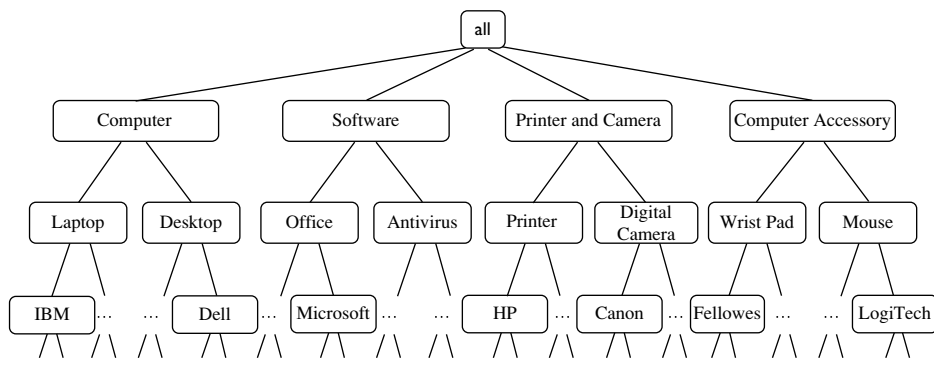 all
Computer
Software
Printer and Camera
Computer Accessory
Laptop
Desktop
Office
Antivirus
Printer
Digital
Camera
Wrist Pad
Mouse
IBM
...
...
Dell
...
Microsoft
...
...
HP
...
Canon
...
Fellowes
...
...
LogiTech